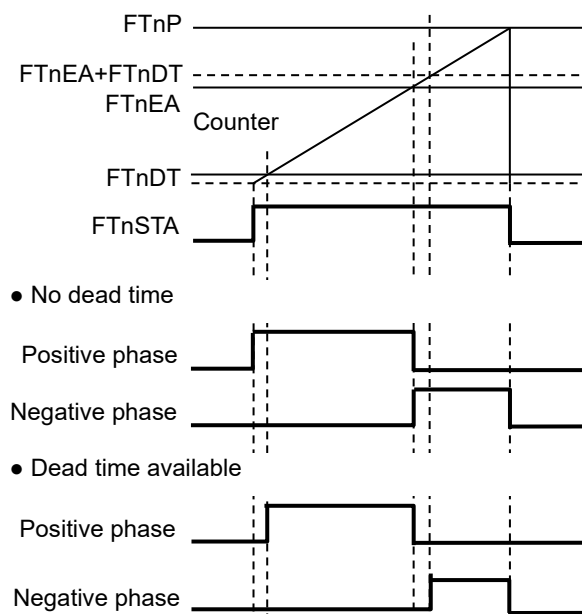 FTnP
FTnEA+FTnDT
FTnEA
Counter
FTnDT
FTnSTA
● No dead time
Positive phase
Negative phase
● Dead time available
Positive phase
Negative phase